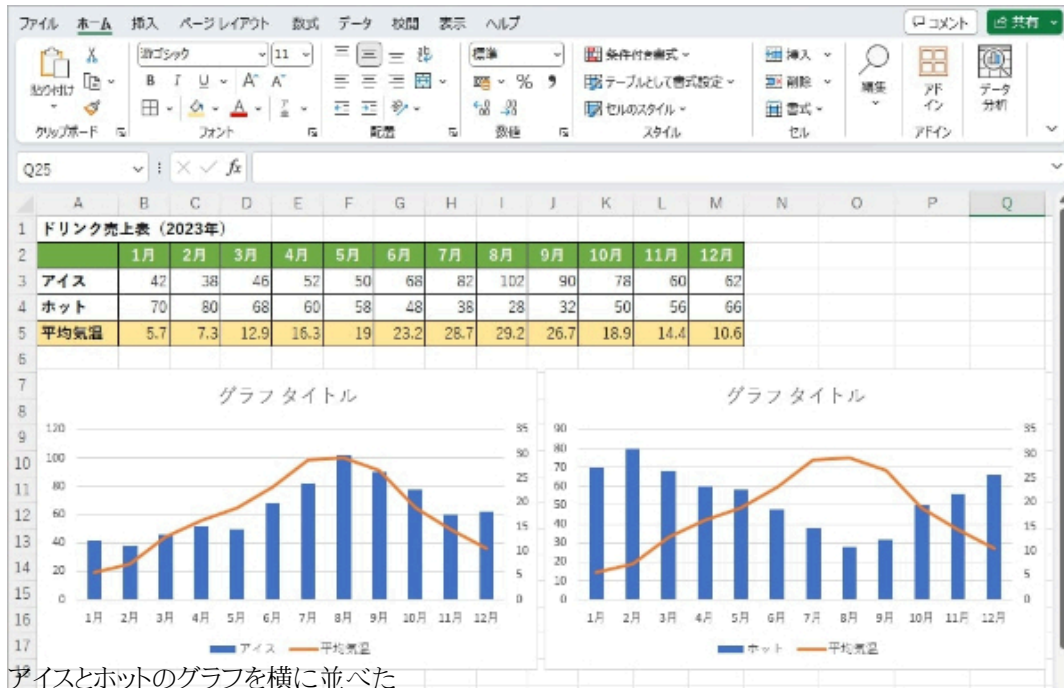 ファイル ホーム 挿入 ページ レイアウト 数式 データ 校閲 表示 ヘルプ コメント 共有
游ゴシック 11 標準 条件付き書式 挿入
貼り付け B I U A A % テーブルとして書式設定 削除 編集 アド イン データ 分析
A セルのスタイル 書式
クリップボード フォント 配置 数値 スタイル セル アドイン
Q25 fx
A B C D E F G H I J K L M N O P Q
1 ドリンク売上表（2023年）
2 1月 2月 3月 4月 5月 6月 7月 8月 9月 10月 11月 12月
3 アイス 42 38 46 52 50 68 82 102 90 78 60 62
4 ホット 70 80 68 60 58 48 38 28 32 50 56 66
5 平均気温 5.7 7.3 12.9 16.3 19 23.2 28.7 29.2 26.7 18.9 14.4 10.6
6
7
8
9
10
11
12
13
14
15
16
17
18
グラフ タイトル
120 35
100 30
80 25
60 20
40 15
20 10
0 5
0
1月 2月 3月 4月 5月 6月 7月 8月 9月 10月 11月 12月
アイス 平均気温
グラフ タイトル
90 35
80 30
70 25
60 20
50 15
40 10
30 5
20 0
10
0
1月 2月 3月 4月 5月 6月 7月 8月 9月 10月 11月 12月
ホット 平均気温
アイスとホットのグラフを横に並べた